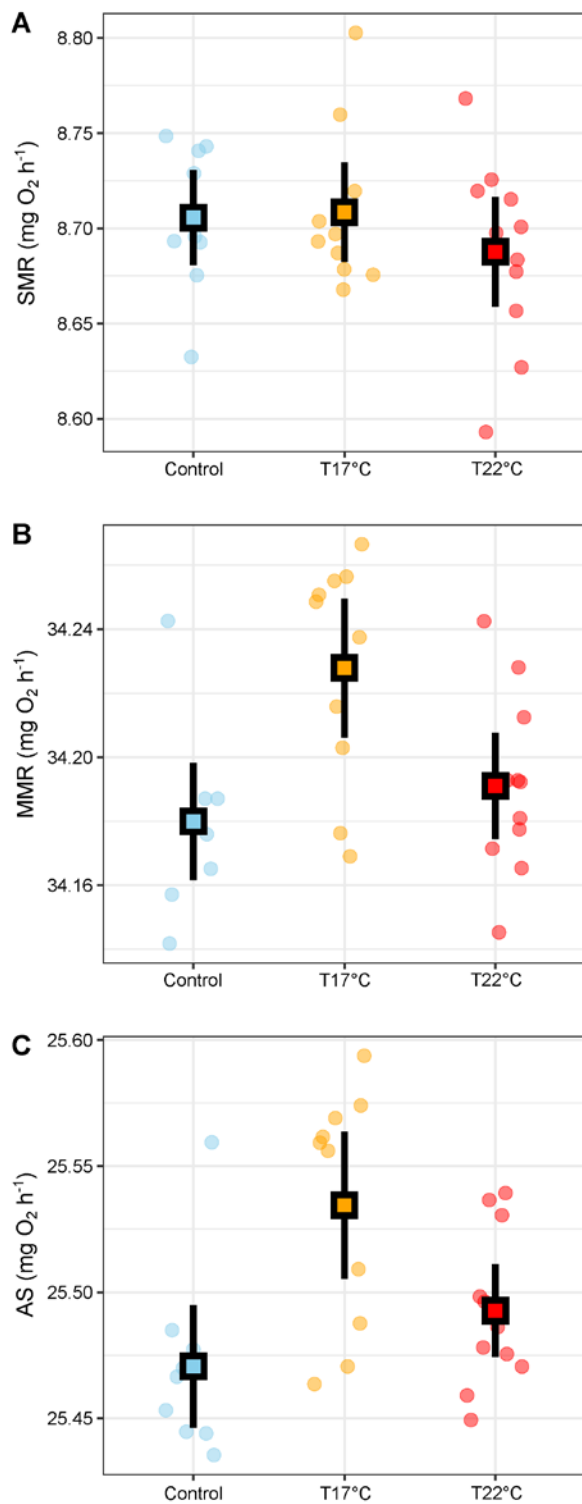 A
SMR (mg O₂ h⁻¹)
8.80
8.75
8.70
8.65
8.60
Control
T17°C
T22°C
B
MMR (mg O₂ h⁻¹)
34.24
34.20
34.16
Control
T17°C
T22°C
C
AS (mg O₂ h⁻¹)
25.60
25.55
25.50
25.45
Control
T17°C
T22°C